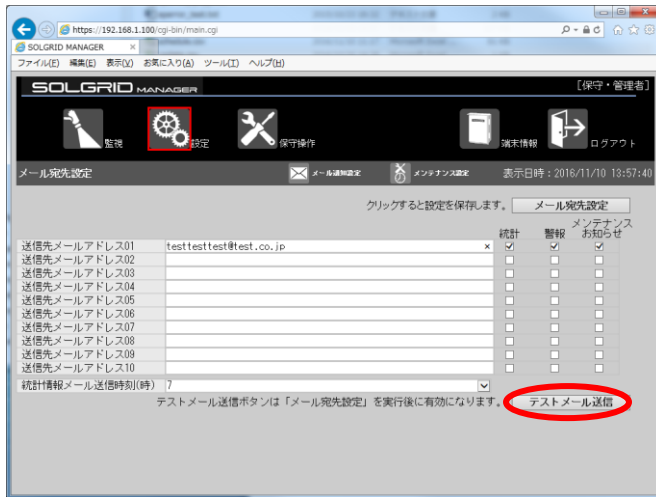 https://192.168.1.100/cgi-bin/main.cgi
SOLGRID MANAGER ×
ファイル(F) 編集(E) 表示(V) お気に入り(A) ツール(T) ヘルプ(H)
SOLGRID MANAGER [保守・管理者]
監視 設定 保守操作 端末情報 ログアウト
メール宛先設定 メール通知設定 メンテナンス設定 表示日時:2016/11/10 13:57:40
クリックすると設定を保存します。 メール宛先設定
統計 警報 メンテナンスお知らせ
送信先メールアドレス01 testtesttest@test.co.jp ×
送信先メールアドレス02
送信先メールアドレス03
送信先メールアドレス04
送信先メールアドレス05
送信先メールアドレス06
送信先メールアドレス07
送信先メールアドレス08
送信先メールアドレス09
送信先メールアドレス10
統計情報メール送信時刻(時) 7
テストメール送信ボタンは「メール宛先設定」を実行後に有効になります。 テストメール送信